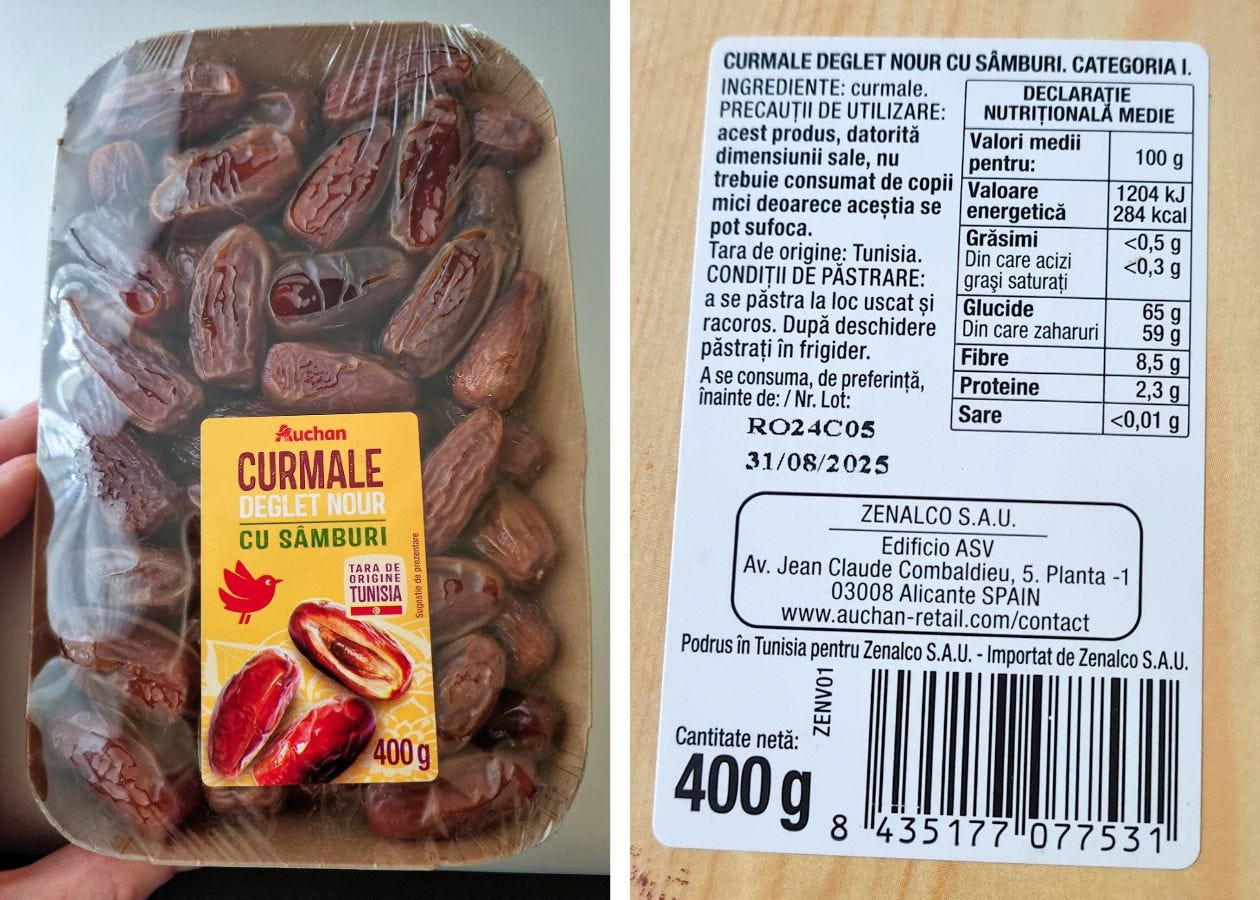 Auchan
CURMALE
DEGLET NOUR
CU SÂMBURI
TARA DE
ORIGINE
TUNISIA
Sugestie de prezentare
400 g
CURMALE DEGLET NOUR CU SÂMBURI. CATEGORIA I.
INGREDIENTE: curmale.
PRECAUȚII DE UTILIZARE:
acest produs, datorită
dimensiunii sale, nu
trebuie consumat de copii
mici deoarece aceștia se
pot sufoca.
Tara de origine: Tunisia.
CONDIȚII DE PĂSTRARE:
a se păstra la loc uscat și
racoros. După deschidere
păstrați în frigider.
A se consuma, de preferință,
înainte de: / Nr. Lot:
RO24C05
31/08/2025
DECLARAȚIE
NUTRIȚIONALĂ MEDIE
Valori medii
pentru: 100 g
Valoare 1204 kJ
energetică 284 kcal
Grăsimi <0,5 g
Din care acizi <0,3 g
grași saturați
Glucide 65 g
Din care zaharuri 59 g
Fibre 8,5 g
Proteine 2,3 g
Sare <0,01 g
ZENALCO S.A.U.
Edificio ASV
Av. Jean Claude Combaldieu, 5. Planta -1
03008 Alicante SPAIN
www.auchan-retail.com/contact
Podrus în Tunisia pentru Zenalco S.A.U. - Importat de Zenalco S.A.U.
ZENV01
Cantitate netă:
400 g
8 435177 077531